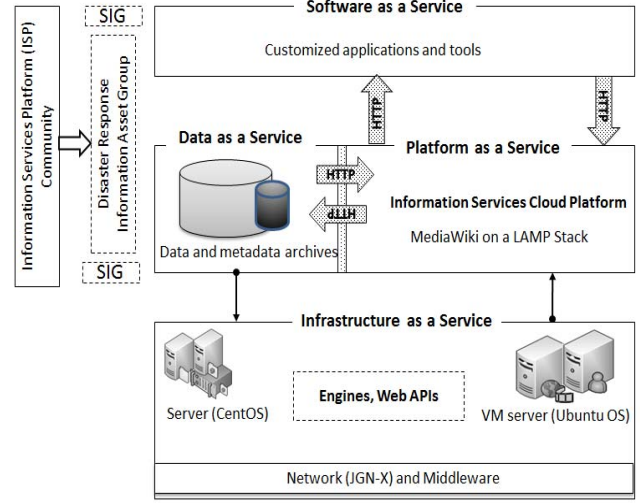 Information Services Platform (ISP)
Community
SIG
Disaster Response
Information Asset Group
SIG
Software as a Service
Customized applications and tools
HTTP
HTTP
Data as a Service
Platform as a Service
HTTP
HTTP
Information Services Cloud Platform
MediaWiki on a LAMP Stack
Data and metadata archives
Infrastructure as a Service
Engines, Web APIs
Server (CentOS)
VM server (Ubuntu OS)
Network (JGN-X) and Middleware